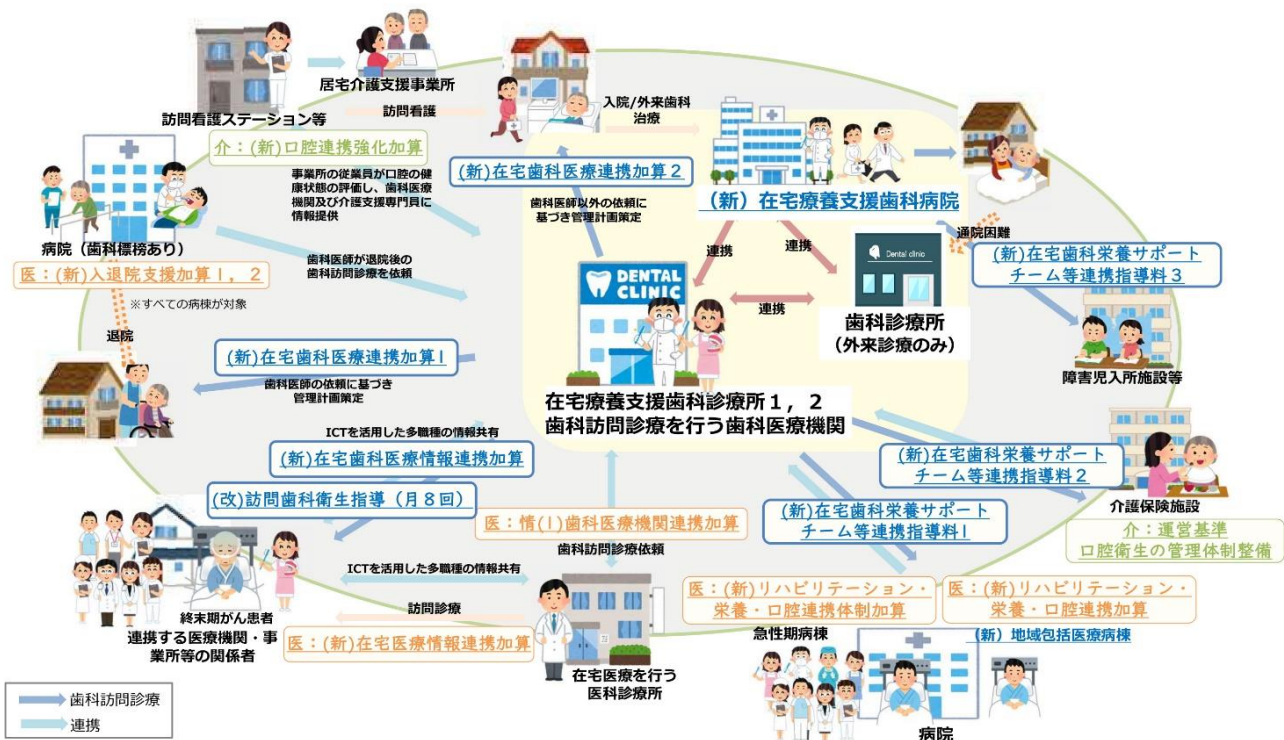 居宅介護支援事業所
訪問看護ステーション等
訪問看護
介：(新)口腔連携強化加算
事業所の従業員が口腔の健
康状態の評価し、歯科医療
機関及び介護支援専門員に
情報提供
入院/外来歯科
治療
(新)在宅歯科医療連携加算２
歯科医師以外の依頼に
基づき管理計画策定
（新）在宅療養支援歯科病院
通院困難
病院（歯科標榜あり）
医：(新)入退院支援加算１，２
※すべての病棟が対象
退院
歯科医師が退院後の
歯科訪問診療を依頼
連携
連携
連携
DENTAL
CLINIC
Dental clinic
歯科診療所
（外来診療のみ）
(新)在宅歯科栄養サポート
チーム等連携指導料３
障害児入所施設等
(新)在宅歯科医療連携加算1
歯科医師の依頼に基づき
管理計画策定
在宅療養支援歯科診療所１，２
歯科訪問診療を行う歯科医療機関
ICTを活用した多職種の情報共有
(新)在宅歯科医療情報連携加算
(改)訪問歯科衛生指導（月８回）
(新)在宅歯科栄養サポート
チーム等連携指導料２
介護保険施設
介：運営基準
口腔衛生の管理体制整備
医：情(1)歯科医療機関連携加算
歯科訪問診療依頼
(新)在宅歯科栄養サポート
チーム等連携指導料1
終末期がん患者
連携する医療機関・事
業所等の関係者
ICTを活用した多職種の情報共有
訪問診療
医：(新)在宅医療情報連携加算
在宅医療を行う
医科診療所
医：(新)リハビリテーション・
栄養・口腔連携体制加算
急性期病棟
医：(新)リハビリテーション・
栄養・口腔連携加算
（新）地域包括医療病棟
病院
歯科訪問診療
連携